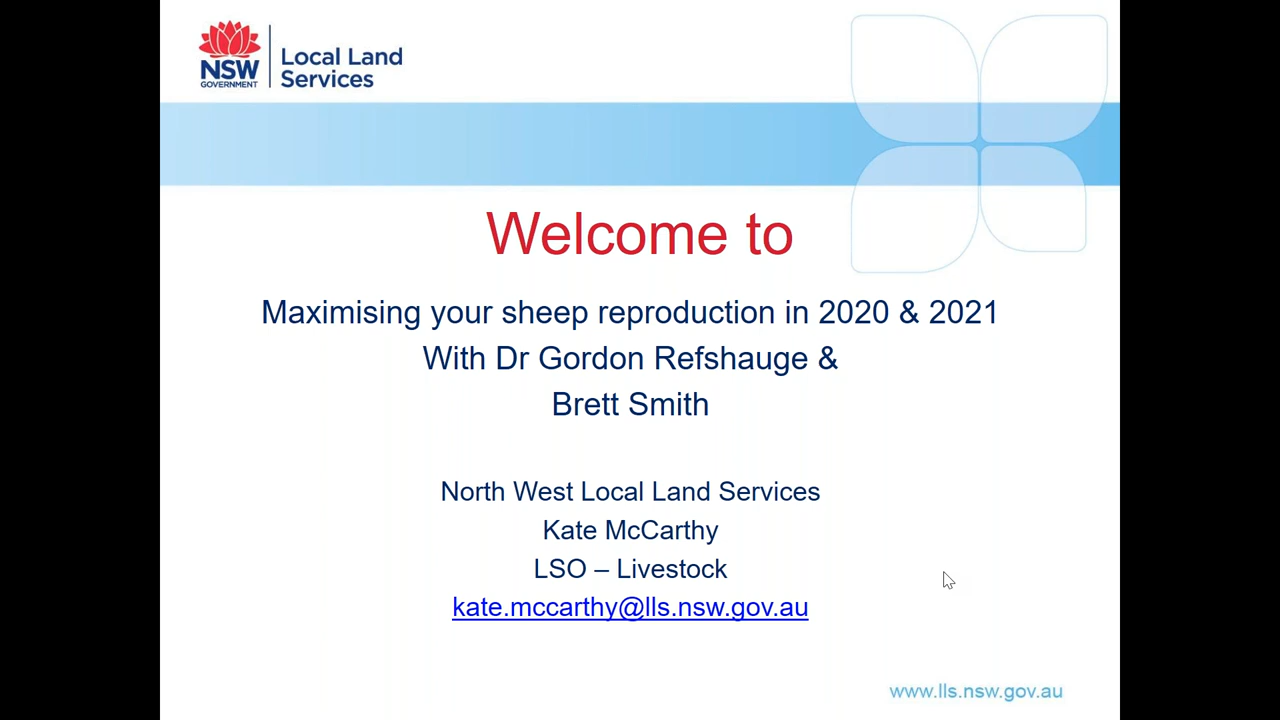 NSW
GOVERNMENT
Local Land
Services
Welcome to
Maximising your sheep reproduction in 2020 & 2021
With Dr Gordon Refshauge &
Brett Smith
North West Local Land Services
Kate McCarthy
LSO – Livestock
kate.mccarthy@lls.nsw.gov.au
www.lls.nsw.gov.au